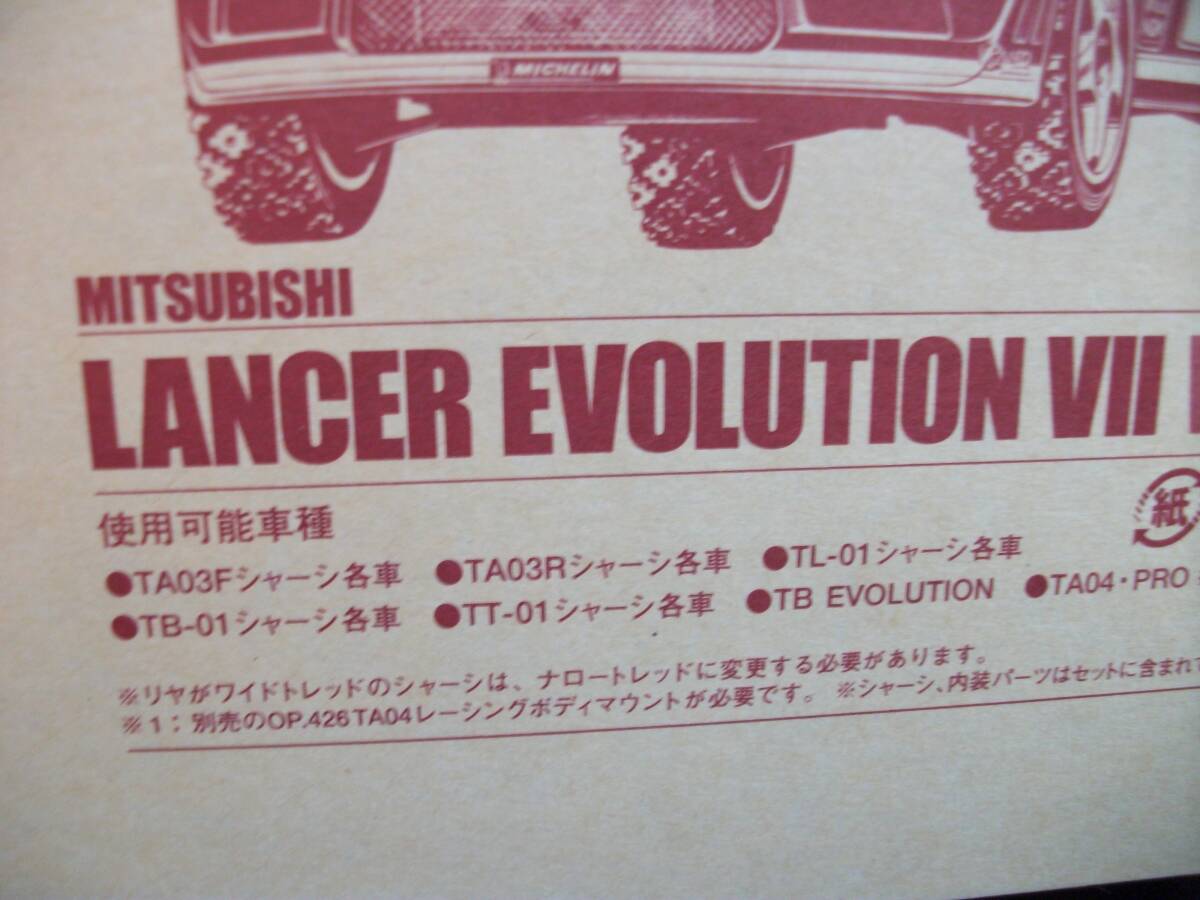 MICHELIN
MITSUBISHI
LANCER EVOLUTION VII
使用可能車種
紙
●TA03Fシャーシ各車 ●TA03Rシャーシ各車 ●TL-01シャーシ各車
●TB-01シャーシ各車 ●TT-01シャーシ各車 ●TB EVOLUTION ●TA04・PRO
※リヤがワイドトレッドのシャーシは、ナロートレッドに変更する必要があります。
※1；別売のOP.426TA04レーシングボディマウントが必要です。 ※シャーシ、内装パーツはセットに含まれ